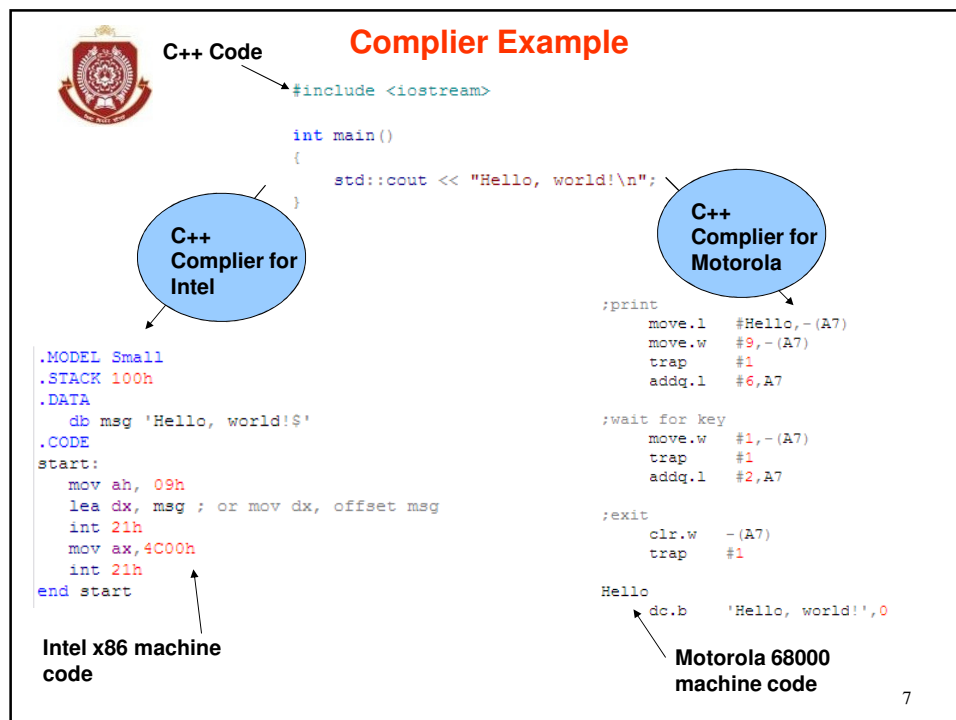 Complier Example
C++ Code
#include <iostream>
int main()
{
std::cout << "Hello, world!\n";
}
C++
Complier for
Intel
C++
Complier for
Motorola
.MODEL Small
.STACK 100h
.DATA
db msg 'Hello, world!$'
.CODE
start:
mov ah, 09h
lea dx, msg ; or mov dx, offset msg
int 21h
mov ax,4C00h
int 21h
end start
Intel x86 machine
code
;print
move.l #Hello,-(A7)
move.w #9,-(A7)
trap #1
addq.l #6,A7
;wait for key
move.w #1,-(A7)
trap #1
addq.l #2,A7
;exit
clr.w -(A7)
trap #1
Hello
dc.b 'Hello, world!',0
Motorola 68000
machine code
7